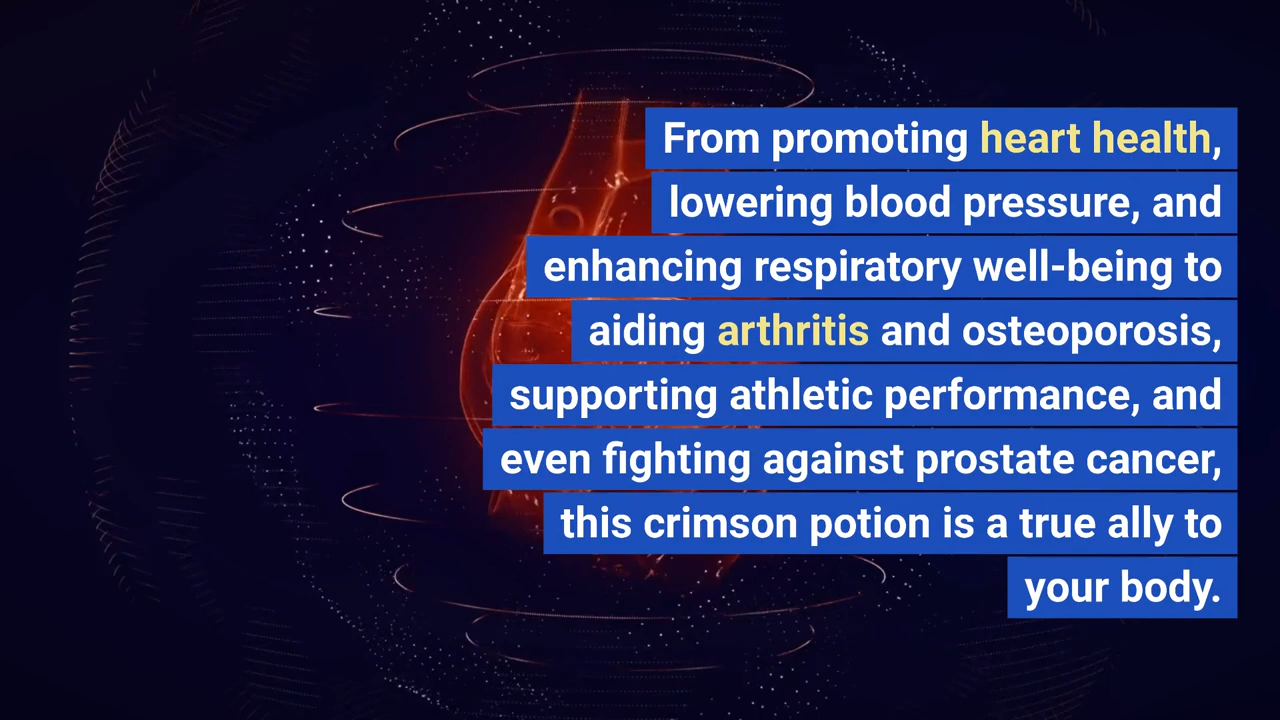 From promoting heart health,
lowering blood pressure, and
enhancing respiratory well-being to
aiding arthritis and osteoporosis,
supporting athletic performance, and
even fighting against prostate cancer,
this crimson potion is a true ally to
your body.